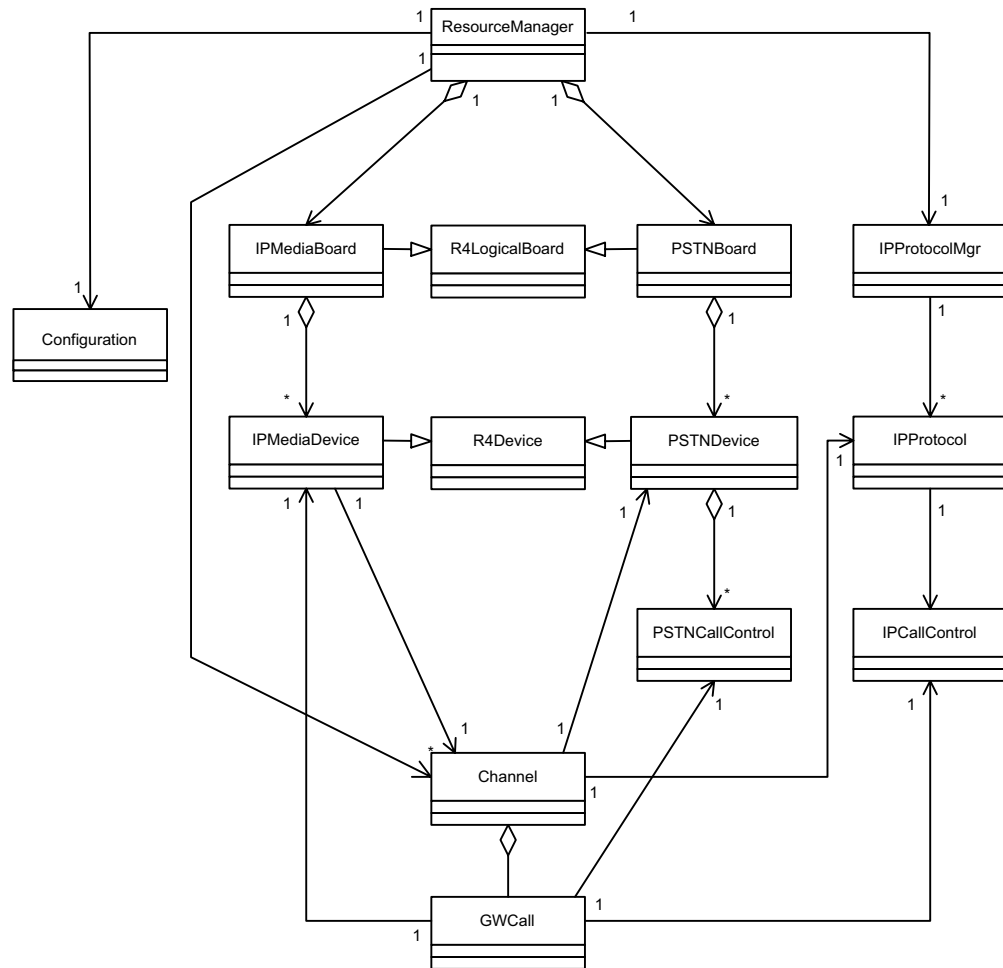 1
ResourceManager
1
1
1
1
IPMediaBoard
R4LogicalBoard
PSTNBoard
1
IPProtocolMgr
1
Configuration
1
1
1
*
*
*
IPMediaDevice
R4Device
PSTNDevice
IPProtocol
1
1
1
1
1
1
1
*
PSTNCallControl
IPCallControl
1
1
1
1
*
Channel
1
1
GWCall
1